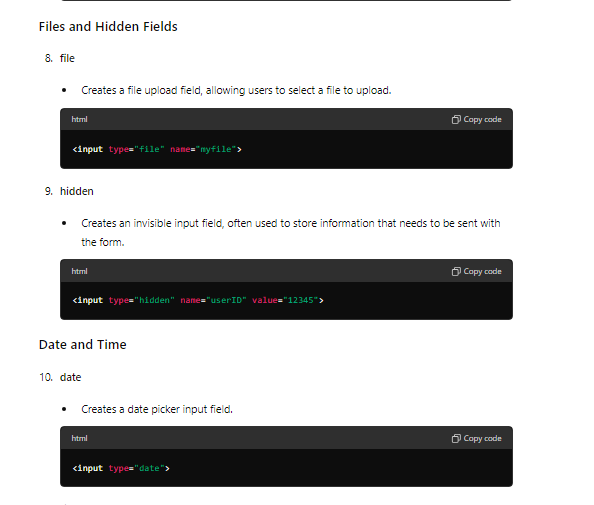 Files and Hidden Fields
8. file
• Creates a file upload field, allowing users to select a file to upload.
html Copy code
<input type="file" name="myfile">
9. hidden
• Creates an invisible input field, often used to store information that needs to be sent with
the form.
html Copy code
<input type="hidden" name="userID" value="12345">
Date and Time
10. date
• Creates a date picker input field.
html Copy code
<input type="date">